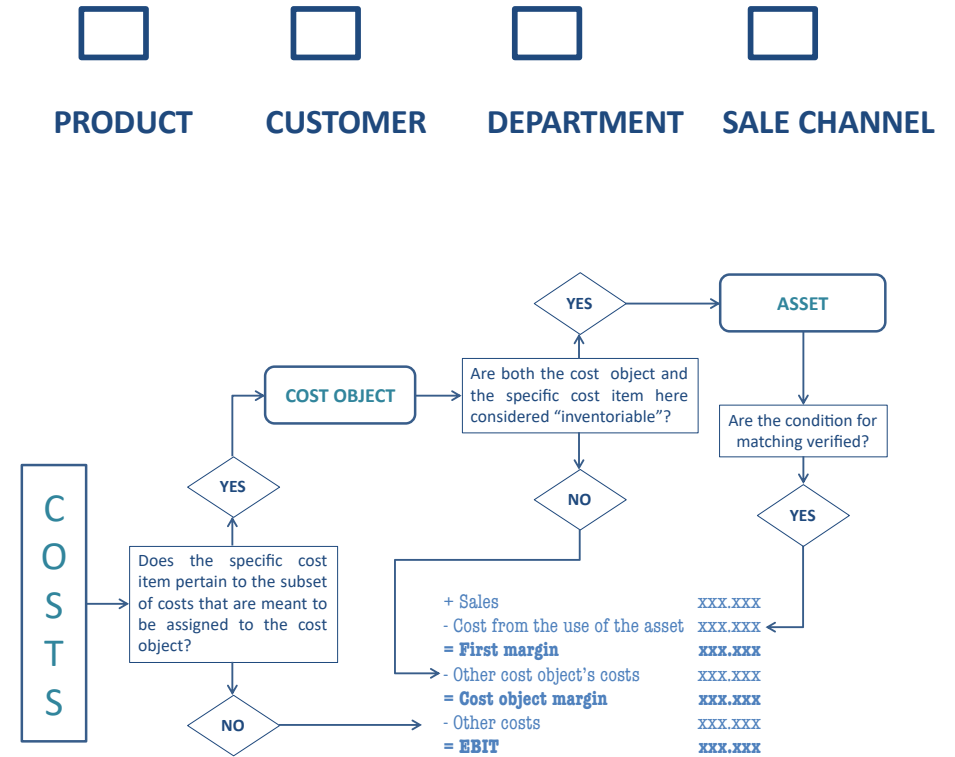 PRODUCT CUSTOMER DEPARTMENT SALE CHANNEL
YES
ASSET
Are both the cost object and
the specific cost item here
considered “inventoriable”?
COST OBJECT
Are the condition for
matching verified?
YES
NO
YES
C
O
S
T
S
Does the specific cost
item pertain to the subset
of costs that are meant to
be assigned to the cost
object?
NO
+ Sales xxx.xxx
- Cost from the use of the asset xxx.xxx
= First margin xxx.xxx
- Other cost object’s costs xxx.xxx
= Cost object margin xxx.xxx
- Other costs xxx.xxx
= EBIT xxx.xxx